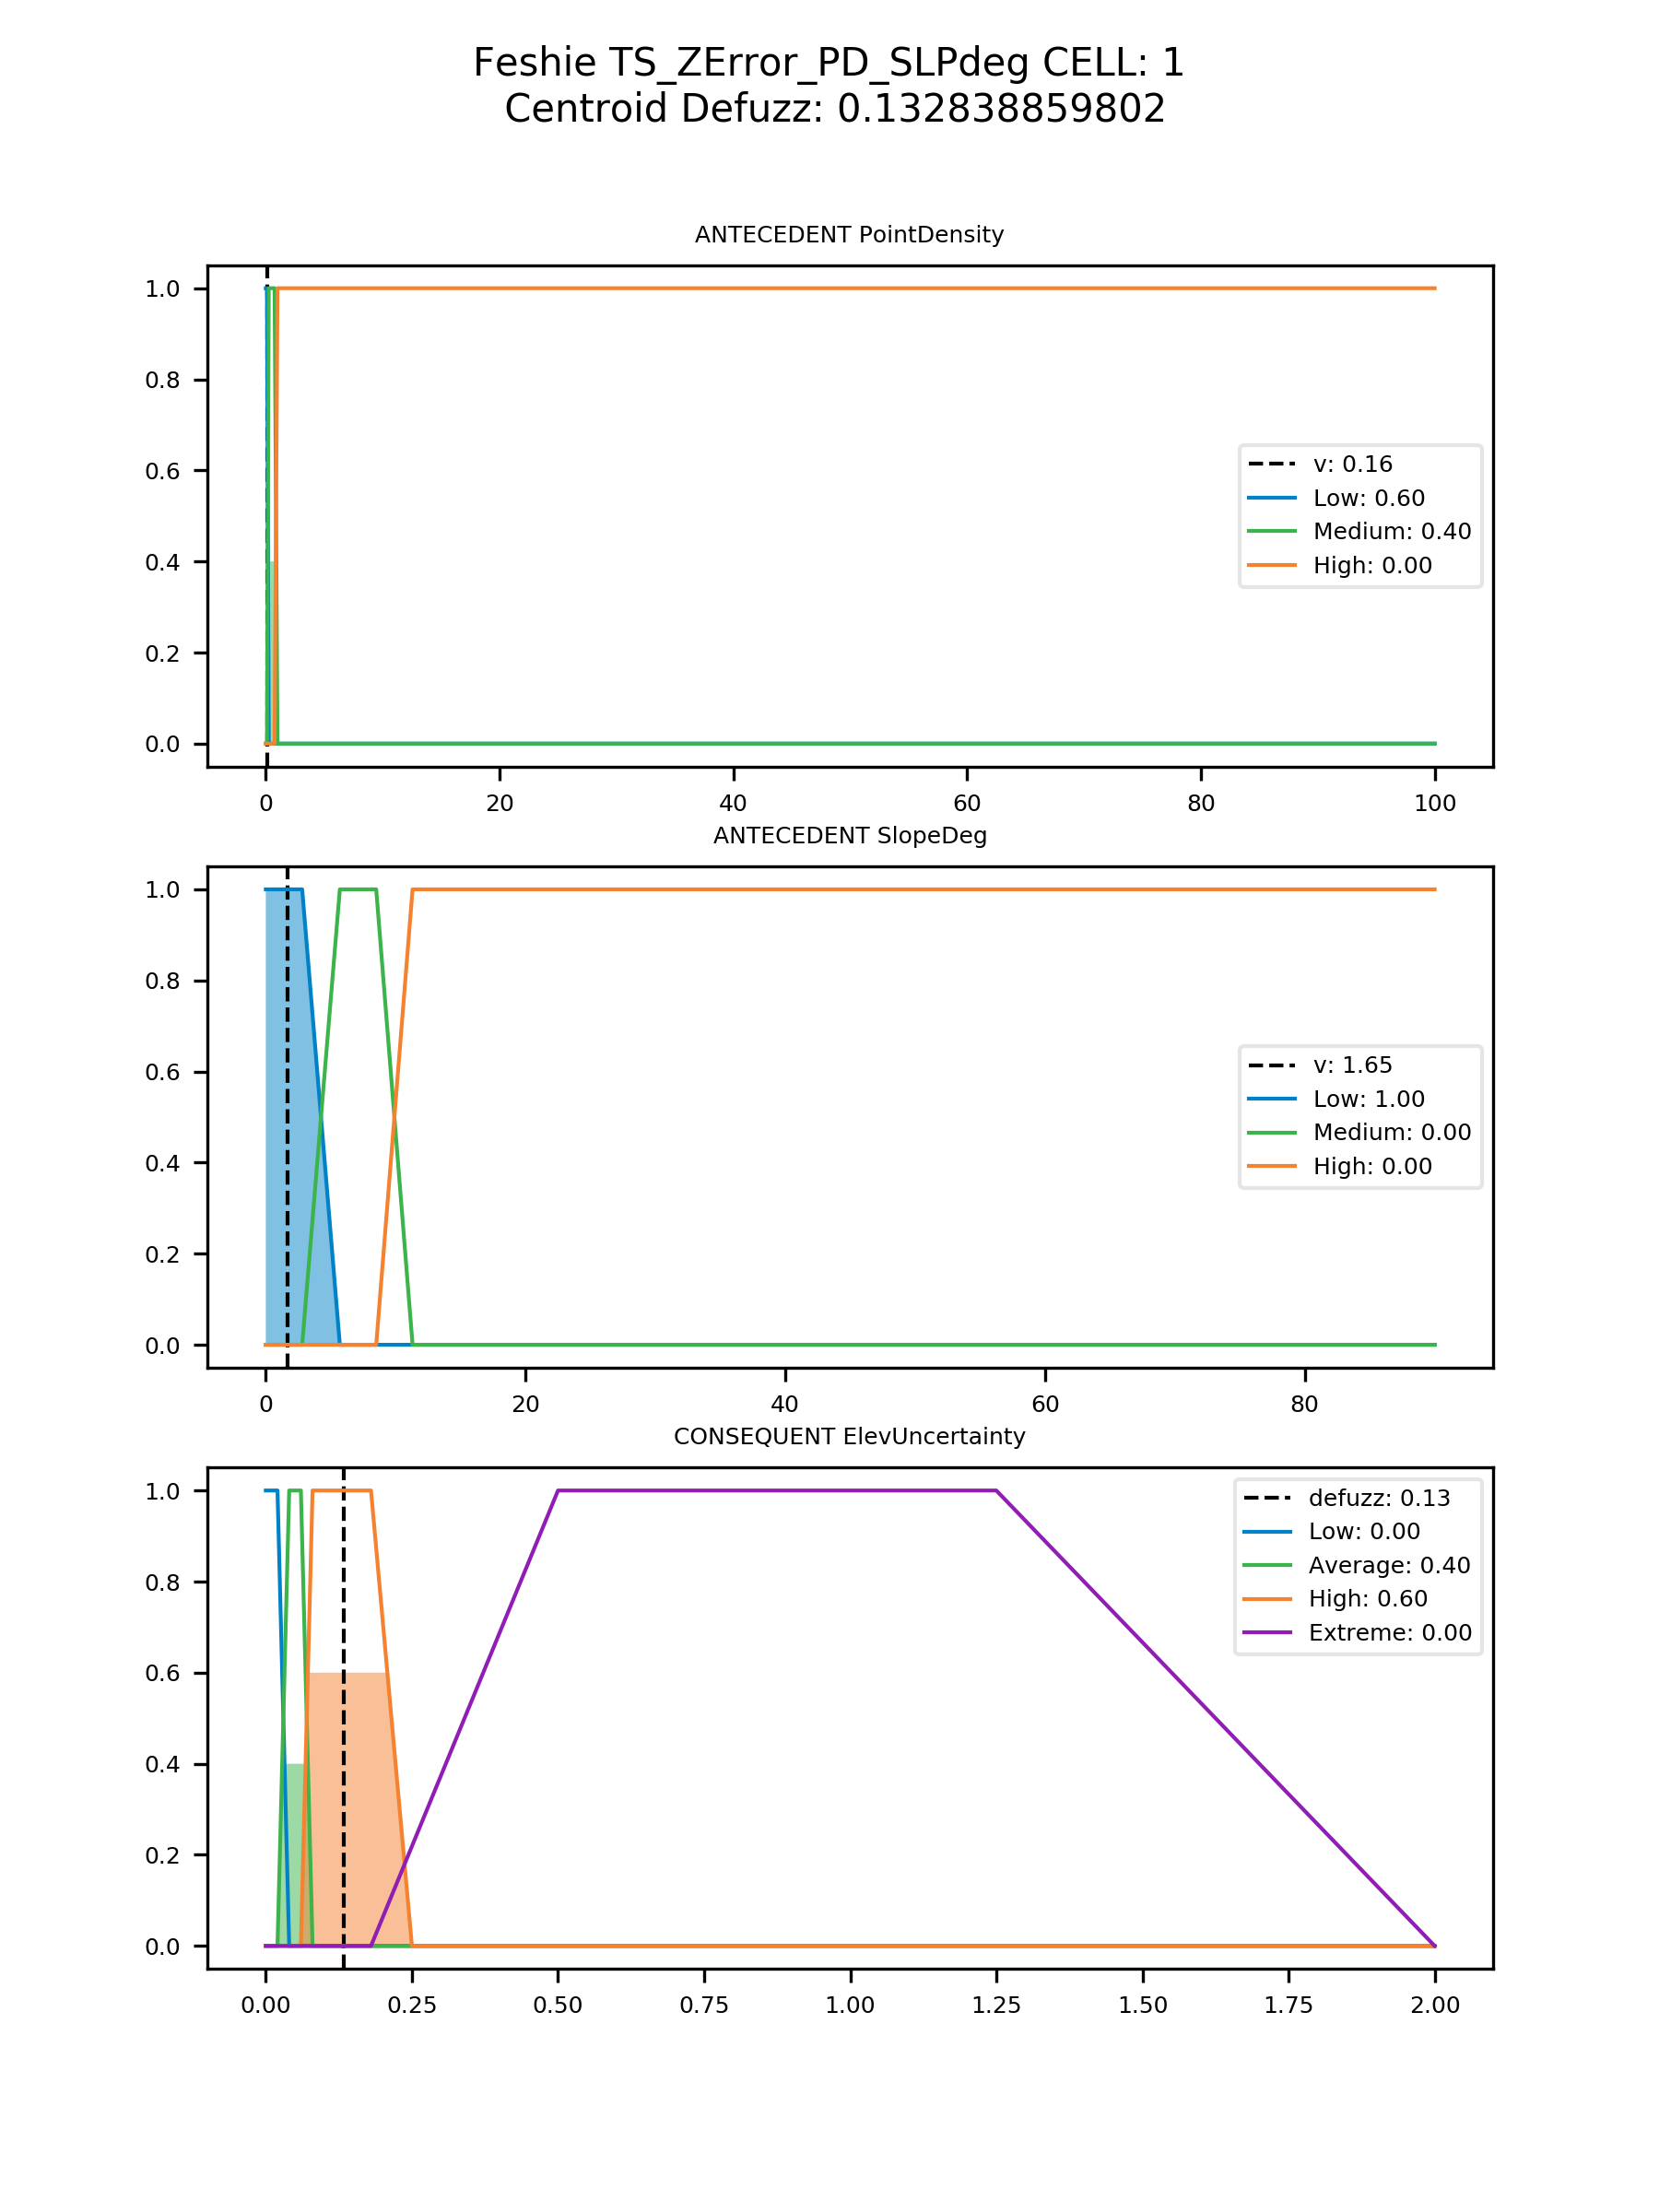 Feshie TS_ZError_PD_SLPdeg CELL: 1
Centroid Defuzz: 0.132838859802
ANTECEDENT PointDensity
1.0
0.8
0.6
0.4
0.2
0.0
v: 0.16
Low: 0.60
Medium: 0.40
High: 0.00
0 20 40 60 80 100
ANTECEDENT SlopeDeg
1.0
0.8
0.6
0.4
0.2
0.0
v: 1.65
Low: 1.00
Medium: 0.00
High: 0.00
0 20 40 60 80
CONSEQUENT ElevUncertainty
1.0
0.8
0.6
0.4
0.2
0.0
defuzz: 0.13
Low: 0.00
Average: 0.40
High: 0.60
Extreme: 0.00
0.00 0.25 0.50 0.75 1.00 1.25 1.50 1.75 2.00